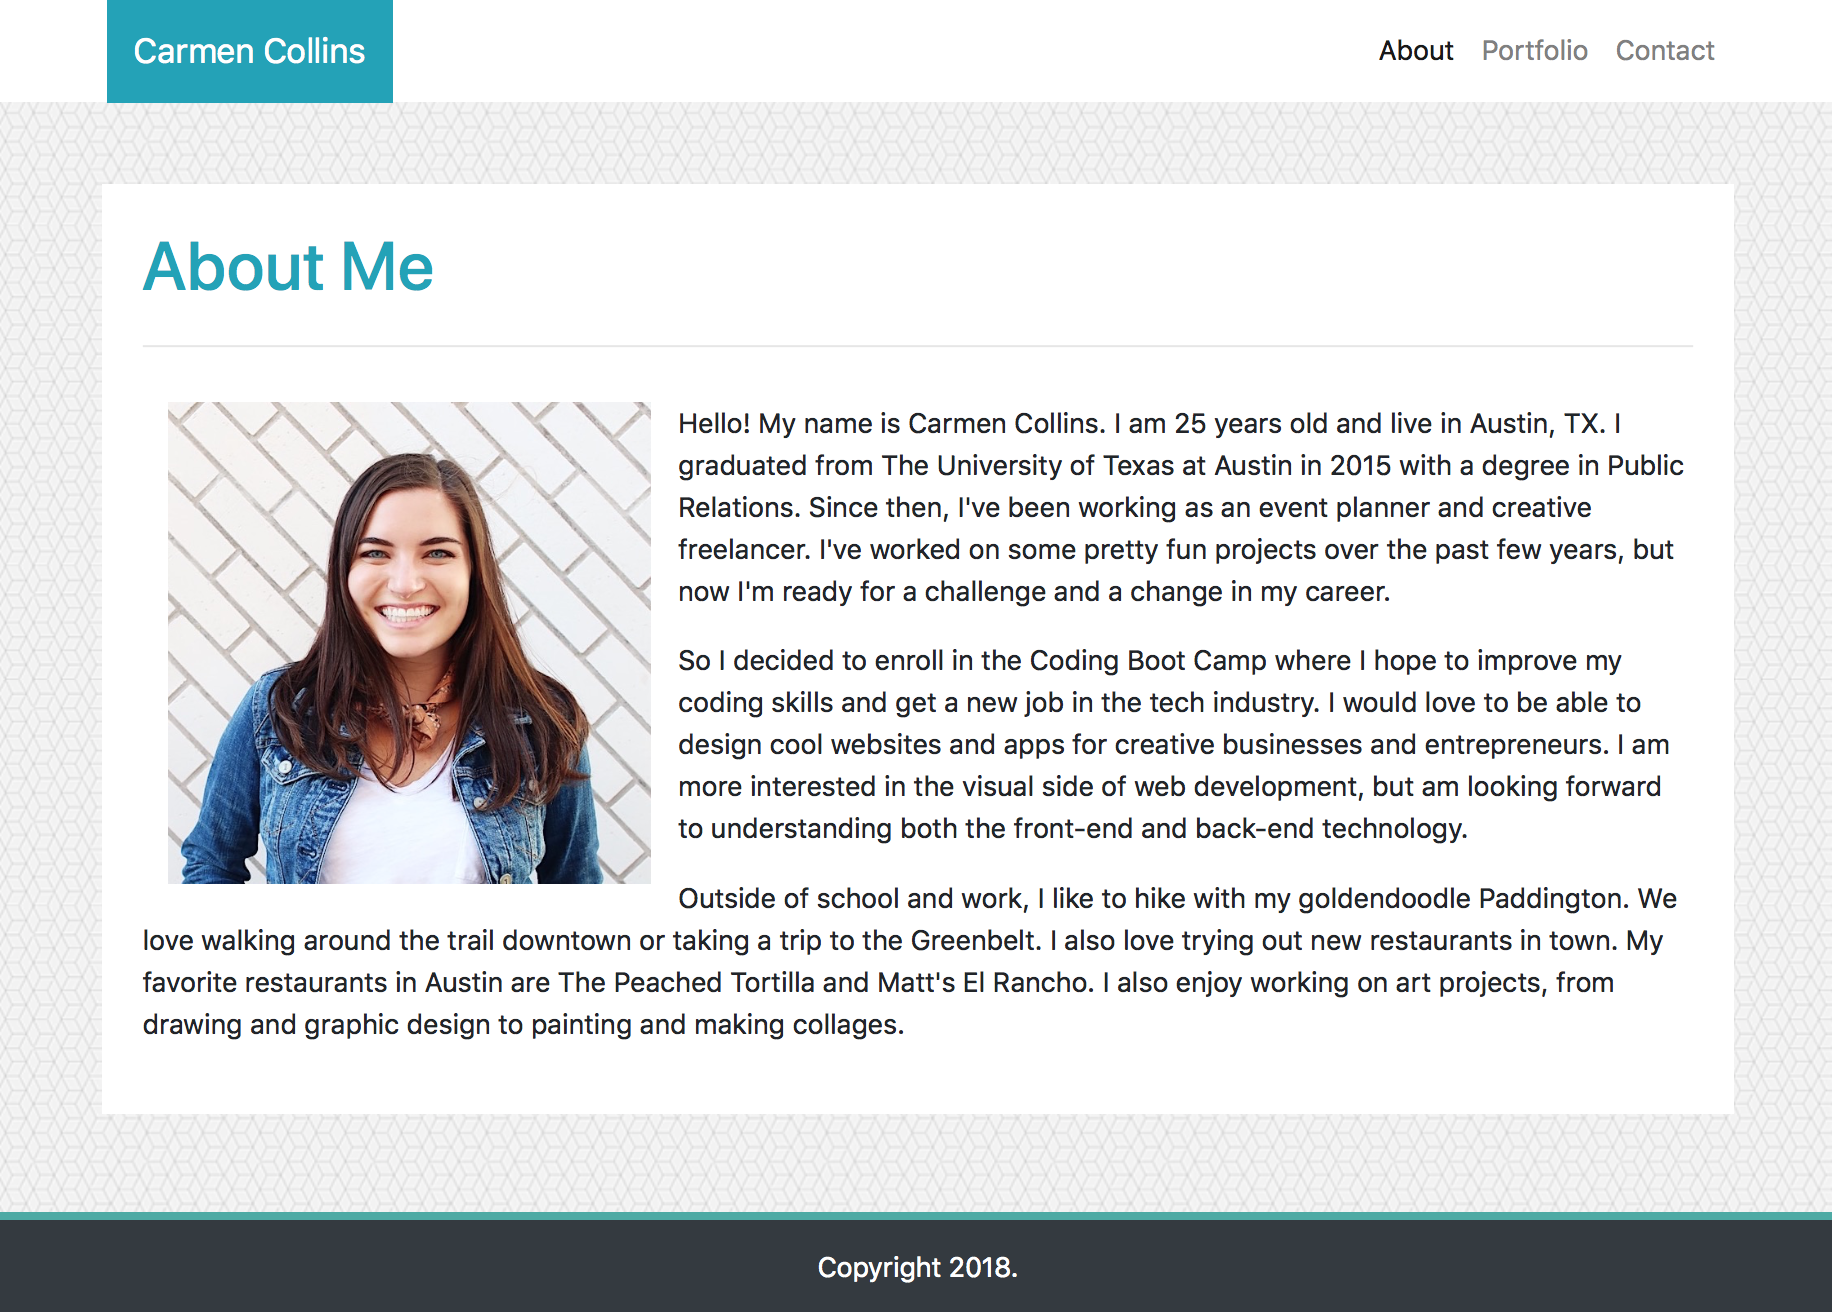 Carmen Collins
About Portfolio Contact
About Me
Hello! My name is Carmen Collins. I am 25 years old and live in Austin, TX. I
graduated from The University of Texas at Austin in 2015 with a degree in Public
Relations. Since then, I've been working as an event planner and creative
freelancer. I've worked on some pretty fun projects over the past few years, but
now I'm ready for a challenge and a change in my career.
So I decided to enroll in the Coding Boot Camp where I hope to improve my
coding skills and get a new job in the tech industry. I would love to be able to
design cool websites and apps for creative businesses and entrepreneurs. I am
more interested in the visual side of web development, but am looking forward
to understanding both the front-end and back-end technology.
Outside of school and work, I like to hike with my goldendoodle Paddington. We
love walking around the trail downtown or taking a trip to the Greenbelt. I also love trying out new restaurants in town. My
favorite restaurants in Austin are The Peached Tortilla and Matt's El Rancho. I also enjoy working on art projects, from
drawing and graphic design to painting and making collages.
Copyright 2018.